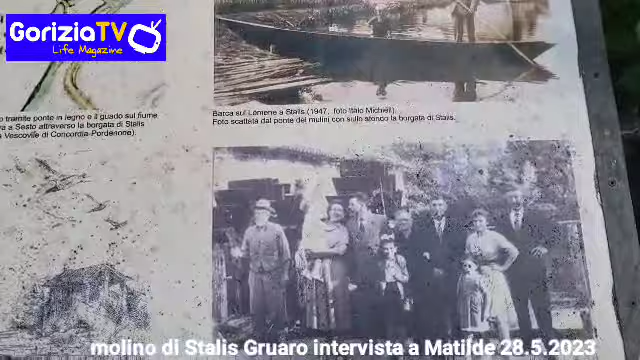 GoriziaTV
Life Magazine
o tramite ponte in legno e il guado sul fiume
a a Sesto attraverso la borgata di Stalis
Vescovile di Concordia-Pordenone).
Barca sul Lemene a Stalis (1947, foto Italo Michieli).
Foto scattata dal ponte dei mulini con sullo sfondo la borgata di Stalis.
molino di Stalis Gruaro intervista a Matilde 28.5.2023